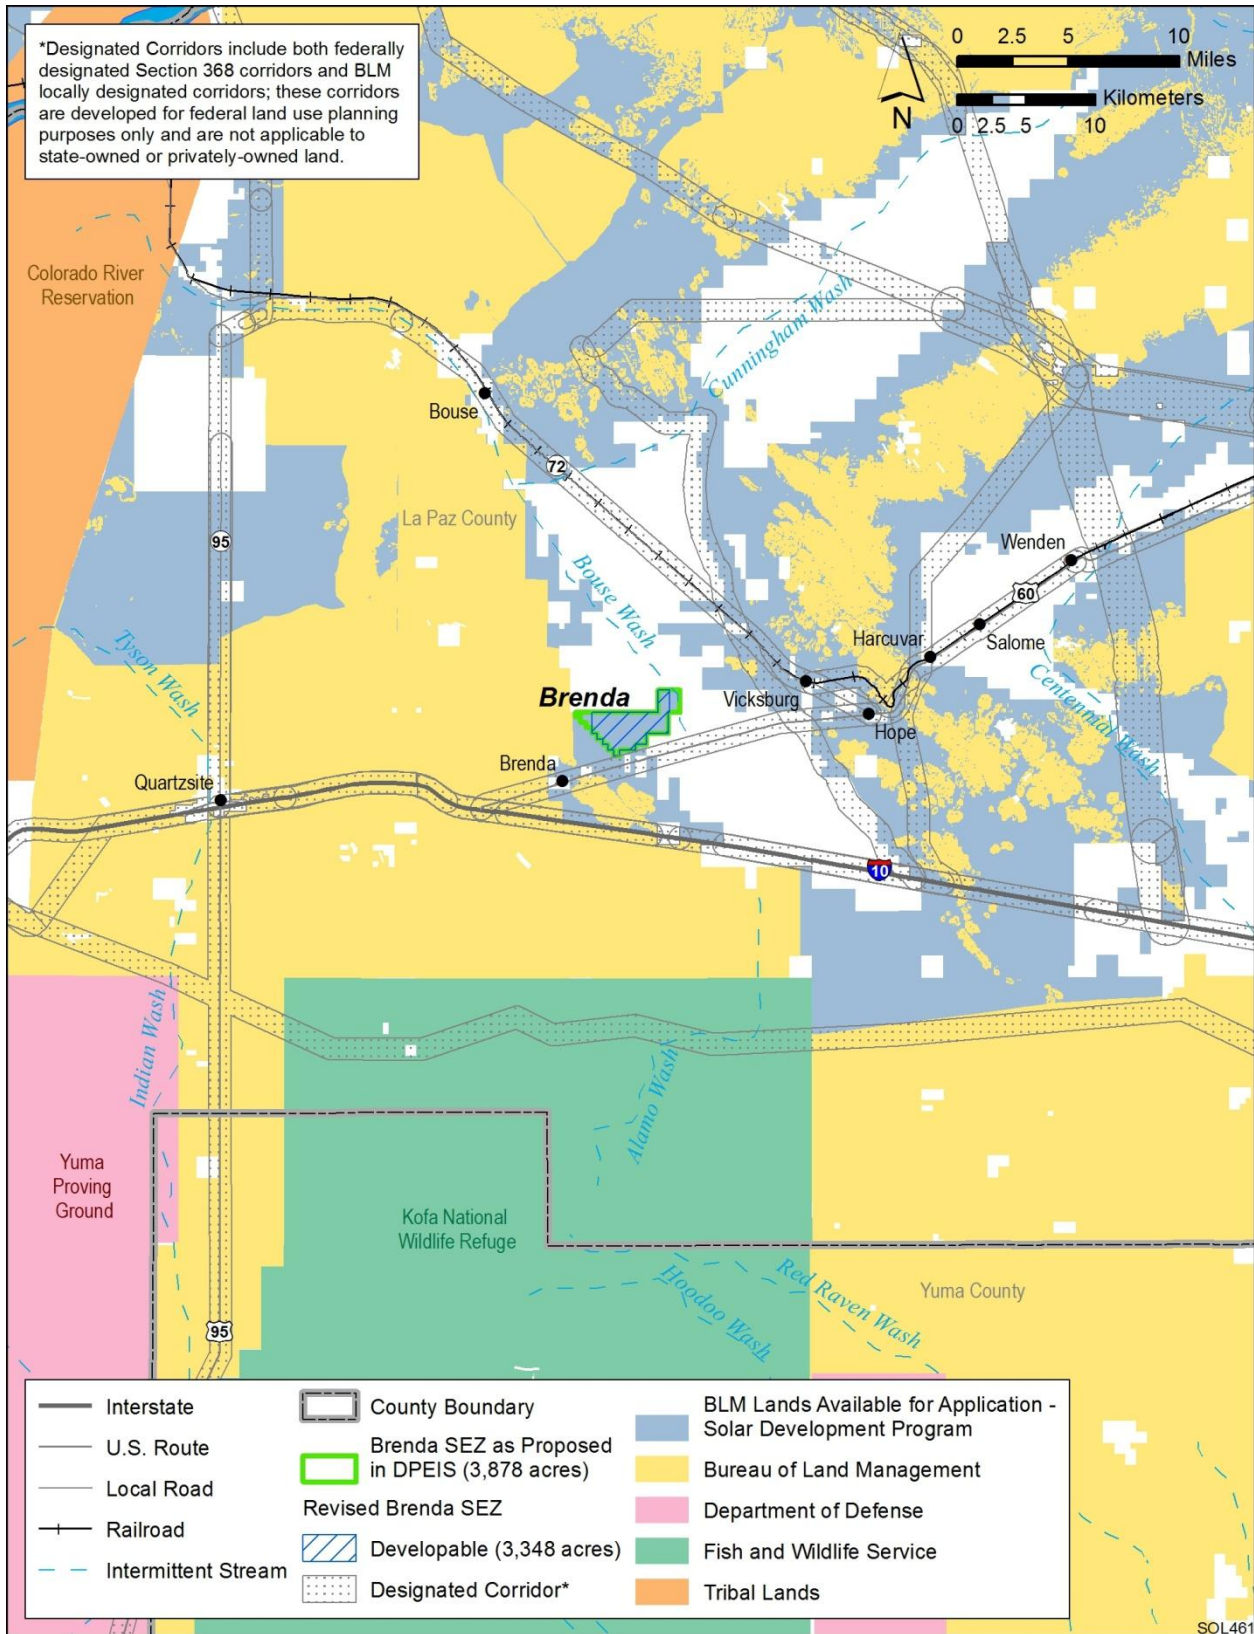 *Designated Corridors include both federally
designated Section 368 corridors and BLM
locally designated corridors; these corridors
are developed for federal land use planning
purposes only and are not applicable to
state-owned or privately-owned land.
0 2.5 5 10
Miles
Kilometers
0 2.5 5 10
N
Colorado River
Reservation
Cunningham Wash
Bouse
72
La Paz County
95
Wenden
Bouse Wash
60
Tyson Wash
Harcuvar
Salome
Brenda
Vicksburg
Centennial Wash
Hope
Brenda
Quartzsite
10
Indian Wash
Alamo Wash
Yuma
Proving
Ground
Kofa National
Wildlife Refuge
Hoodoo Wash
Red Raven Wash
Yuma County
95
Interstate
U.S. Route
Local Road
Railroad
Intermittent Stream
County Boundary
Brenda SEZ as Proposed
in DPEIS (3,878 acres)
Revised Brenda SEZ
Developable (3,348 acres)
Designated Corridor*
BLM Lands Available for Application -
Solar Development Program
Bureau of Land Management
Department of Defense
Fish and Wildlife Service
Tribal Lands
SOL461